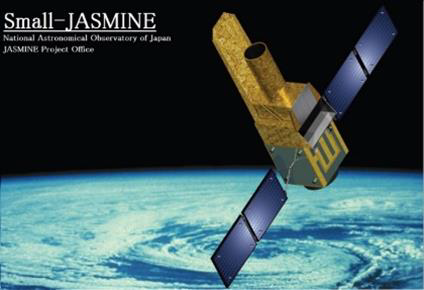 Small-JASMINE
National Astronomical Observatory of Japan
JASMINE Project Office